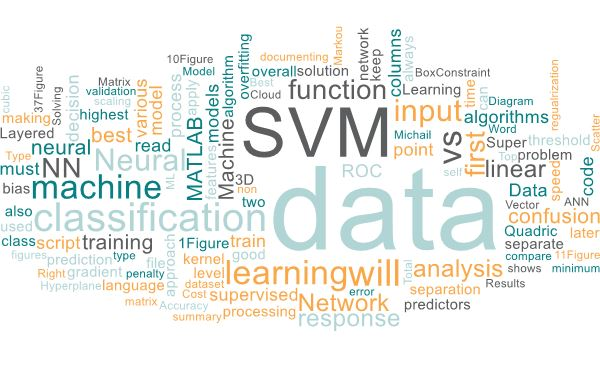 documenting
Markou
network
keep
columns
always
10Figure
Model
overfitting
overall
solution
Best
Cloud
BoxConstraint
37Figure
Solving
cubic
Matrix
validation
scaling
decision
various
model
process
apply
models
algorithm
function
Learning
input
time
can
regualrization
Diagram
algorithms
Word
making
highest
Layered
best
MATLAB
features
Machine
SVM
Michail
point
vs
first
Super
threshold
Scatter
Type
neural
read
NN
Neural
ML
3D
non
ROC
self
Top
problem
linear
code
must
bias
machine
two
data
Data
speed
Vector
ANN
also
classification
confusion
class
script
training
1Figure
train
good
Quadric
later
separate
figures
prediction
type
file
approach
kernel
level
learning
will
Total
analysis
compare
11Figure
Right
gradient
penalty
dataset
shows
minimum
Hyperplane
language
Cost
supervised
error
separation
Results
matrix
Accuracy
processing
Network
predictors
summary
response